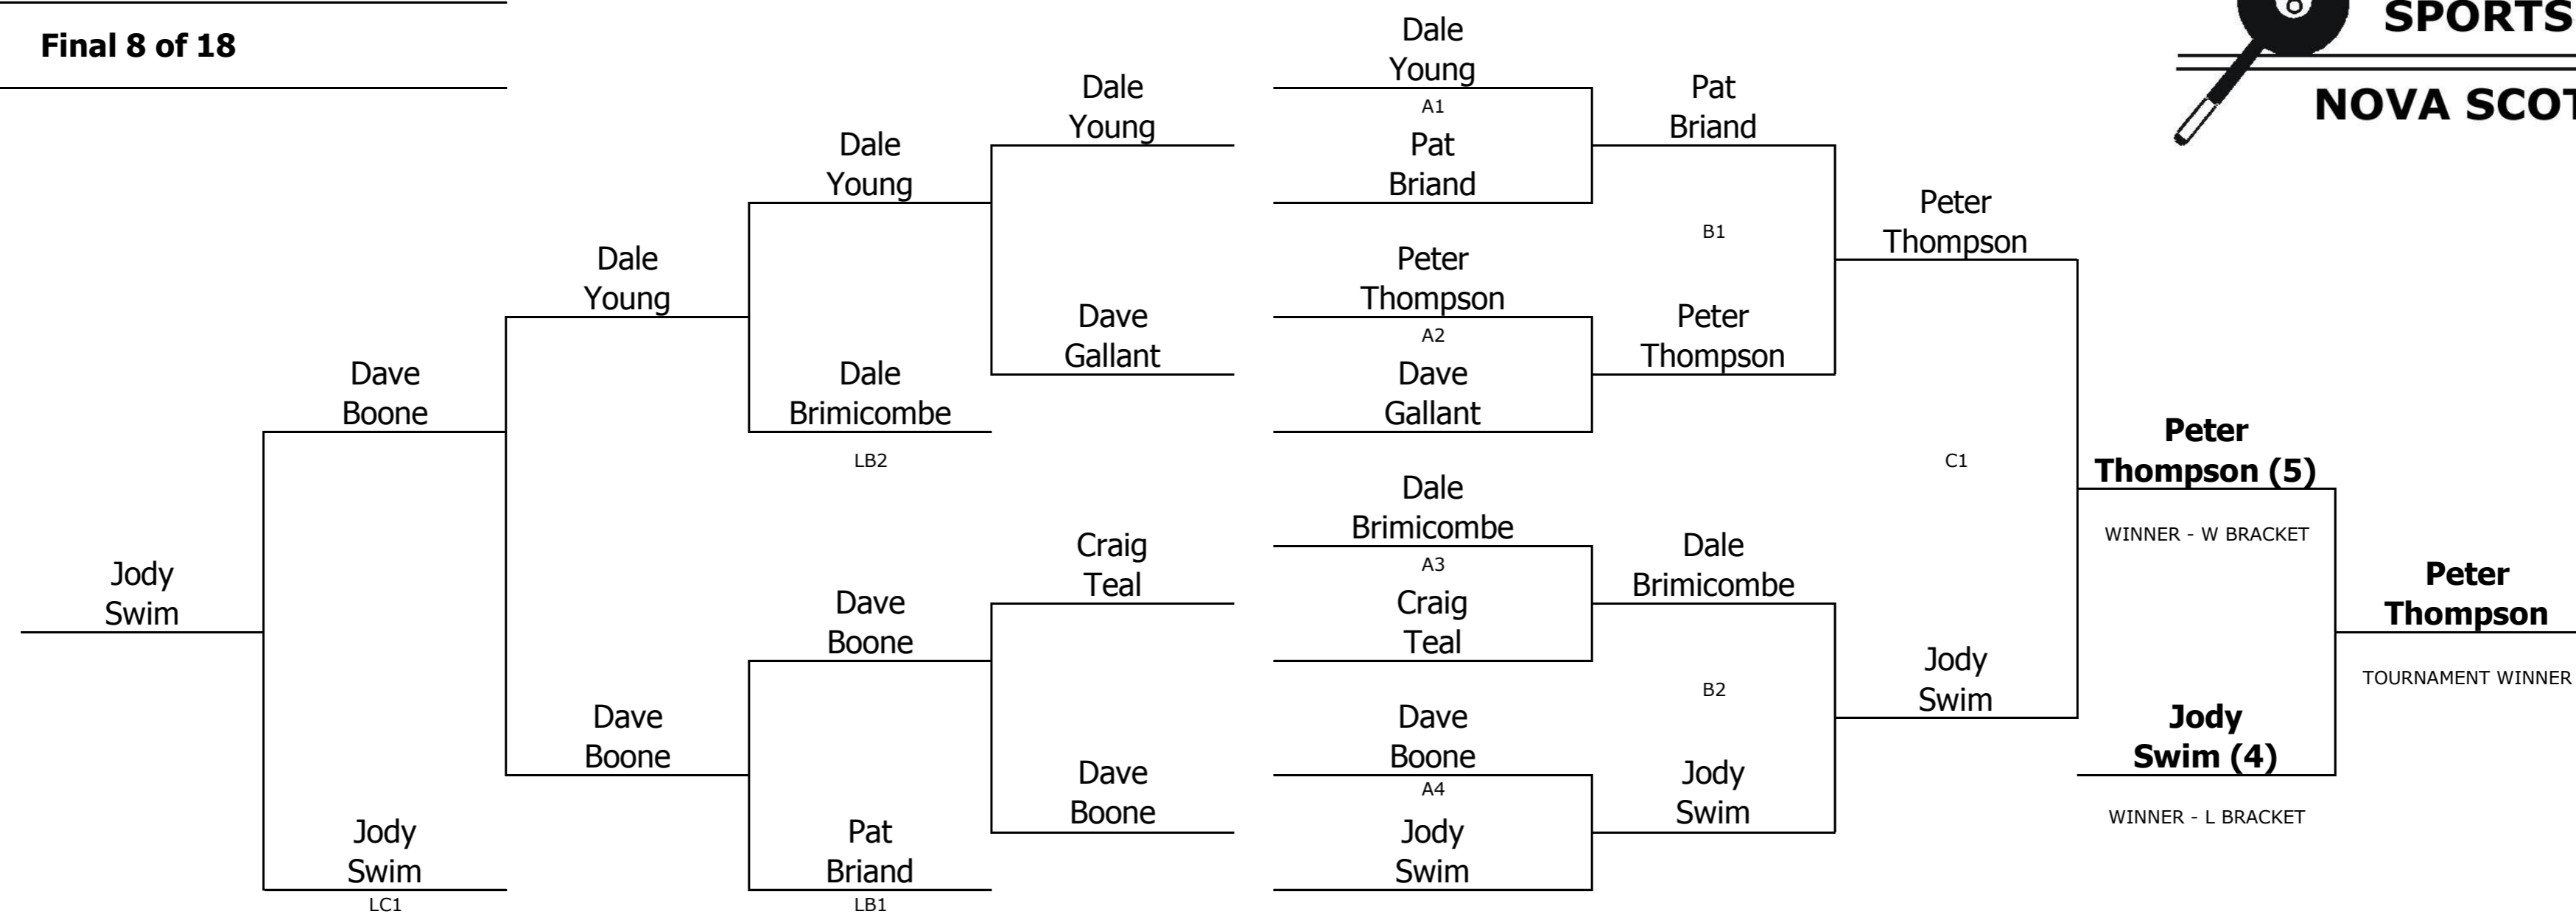 Final 8 of 18
SPORTS
Dale
Young
A1
Pat
Briand
Dale
Young
Pat
Briand
Dale
Young
Peter
Thompson
B1
Dale
Young
Peter
Thompson
A2
Dave
Gallant
Dave
Gallant
Peter
Thompson
Dave
Boone
Dale
Brimicombe
LB2
C1
Peter
Thompson (5)
WINNER - W BRACKET
Dale
Brimicombe
A3
Craig
Teal
Craig
Teal
Dale
Brimicombe
Jody
Swim
Peter
Thompson
TOURNAMENT WINNER
Dave
Boone
Jody
Swim
B2
Dave
Boone
Dave
Boone
A4
Jody
Swim
Jody
Swim (4)
WINNER - L BRACKET
Dave
Boone
Jody
Swim
Jody
Swim
LC1
Pat
Briand
LB1
NOVA SCOT